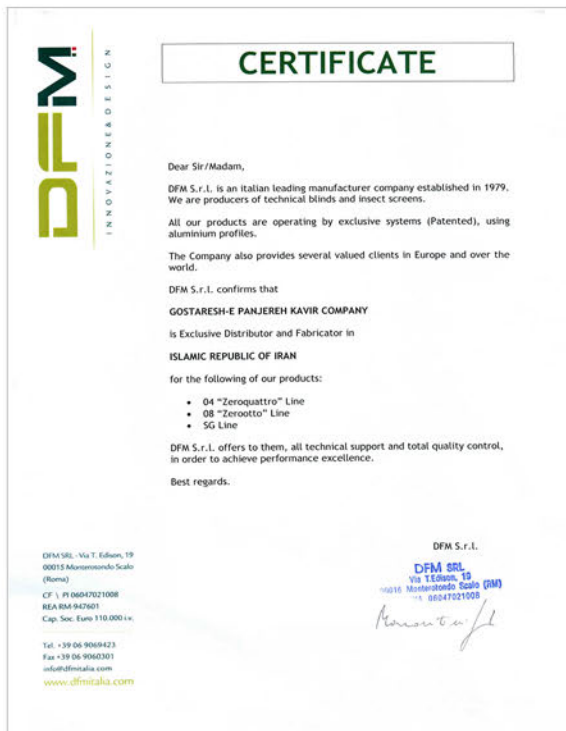 DFM
INNOVAZIONE&DESIGN
CERTIFICATE
Dear Sir/Madam,
DFM S.r.l. is an italian leading manufacturer company established in 1979.
We are producers of technical blinds and insect screens.
All our products are operating by exclusive systems (Patented), using
aluminium profiles.
The Company also provides several valued clients in Europe and over the
world.
DFM S.r.l. confirms that
GOSTARESH-E PANJEREH KAVIR COMPANY
is Exclusive Distributor and Fabricator in
ISLAMIC REPUBLIC OF IRAN
for the following of our products:
• 04 "Zeroquattro" Line
• 08 "Zerootto" Line
• SG Line
DFM S.r.l. offers to them, all technical support and total quality control,
in order to achieve performance excellence.
Best regards.
DFM S.r.l.
DFM SRL
Via T.Edison, 19
00015 Monterotondo Scalo (RM)
06047021008
DFM SRL - Via T. Edison, 19
00015 Monterotondo Scalo
(Roma)
CF \ PI 06047021008
REA RM-947601
Cap. Soc. Euro 110.000 i.v.
Tel. +39 06 9069423
Fax +39 06 9060301
info@dfmitalia.com
www.dfmitalia.com